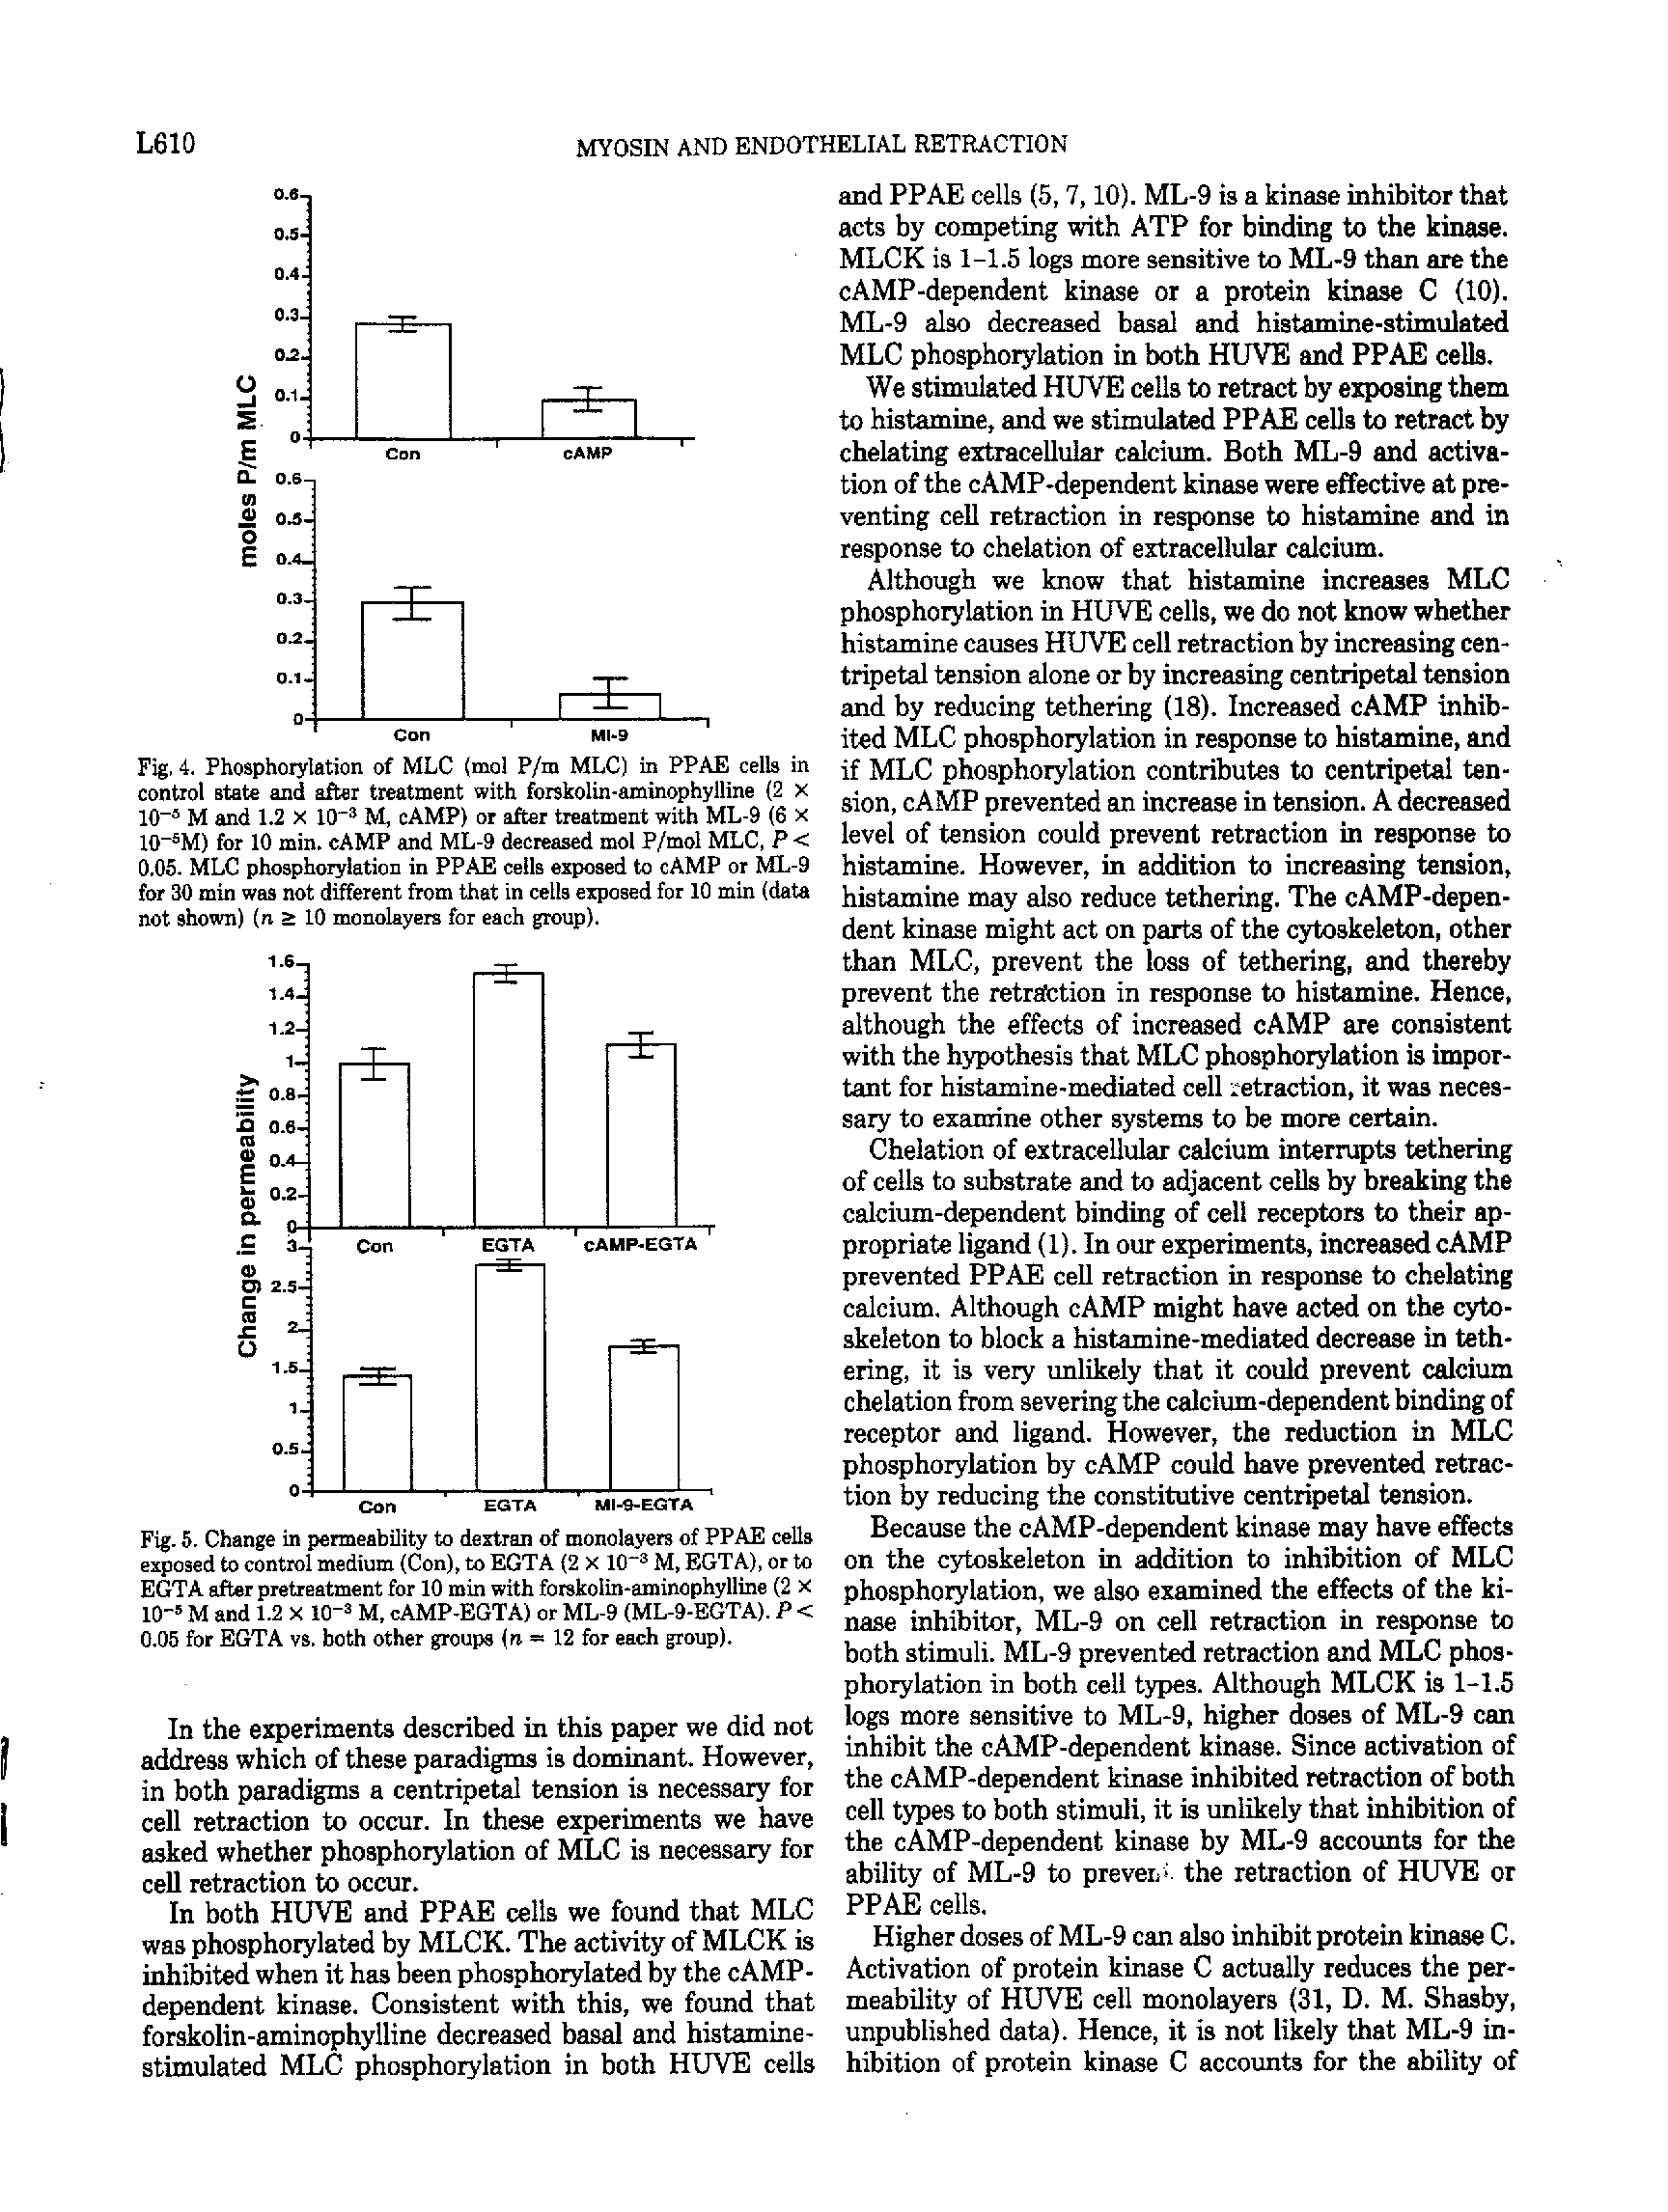 L610
MYOSIN AND ENDOTHELIAL RETRACTION
0.6
0.5
0.4
0.3
0.2
0.1
0
Con
cAMP
moles P/m MLC
0.6
0.5
0.4
0.3
0.2
0.1
0
Con
Ml-9
Fig. 4. Phosphorylation of MLC (mol P/m MLC) in PPAE cells in
control state and after treatment with forskolin-aminophylline (2 ×
10⁻⁵ M and 1.2 × 10⁻³ M, cAMP) or after treatment with ML-9 (6 ×
10⁻⁵M) for 10 min. cAMP and ML-9 decreased mol P/mol MLC, P <
0.05. MLC phosphorylation in PPAE cells exposed to cAMP or ML-9
for 30 min was not different from that in cells exposed for 10 min (data
not shown) (n ≥ 10 monolayers for each group).
1.6
1.4
1.2
1
0.8
0.6
0.4
0.2
0
Con
EGTA
cAMP-EGTA
Change in permeability
3
2.5
2
1.5
1
0.5
0
Con
EGTA
Ml-9-EGTA
Fig. 5. Change in permeability to dextran of monolayers of PPAE cells
exposed to control medium (Con), to EGTA (2 × 10⁻³ M, EGTA), or to
EGTA after pretreatment for 10 min with forskolin-aminophylline (2 ×
10⁻⁵ M and 1.2 × 10⁻³ M, cAMP-EGTA) or ML-9 (ML-9-EGTA). P <
0.05 for EGTA vs. both other groups (n = 12 for each group).
In the experiments described in this paper we did not
address which of these paradigms is dominant. However,
in both paradigms a centripetal tension is necessary for
cell retraction to occur. In these experiments we have
asked whether phosphorylation of MLC is necessary for
cell retraction to occur.
In both HUVE and PPAE cells we found that MLC
was phosphorylated by MLCK. The activity of MLCK is
inhibited when it has been phosphorylated by the cAMP-
dependent kinase. Consistent with this, we found that
forskolin-aminophylline decreased basal and histamine-
stimulated MLC phosphorylation in both HUVE cells
and PPAE cells (5, 7, 10). ML-9 is a kinase inhibitor that
acts by competing with ATP for binding to the kinase.
MLCK is 1-1.5 logs more sensitive to ML-9 than are the
cAMP-dependent kinase or a protein kinase C (10).
ML-9 also decreased basal and histamine-stimulated
MLC phosphorylation in both HUVE and PPAE cells.
We stimulated HUVE cells to retract by exposing them
to histamine, and we stimulated PPAE cells to retract by
chelating extracellular calcium. Both ML-9 and activa-
tion of the cAMP-dependent kinase were effective at pre-
venting cell retraction in response to histamine and in
response to chelation of extracellular calcium.
Although we know that histamine increases MLC
phosphorylation in HUVE cells, we do not know whether
histamine causes HUVE cell retraction by increasing cen-
tripetal tension alone or by increasing centripetal tension
and by reducing tethering (18). Increased cAMP inhib-
ited MLC phosphorylation in response to histamine, and
if MLC phosphorylation contributes to centripetal ten-
sion, cAMP prevented an increase in tension. A decreased
level of tension could prevent retraction in response to
histamine. However, in addition to increasing tension,
histamine may also reduce tethering. The cAMP-depen-
dent kinase might act on parts of the cytoskeleton, other
than MLC, prevent the loss of tethering, and thereby
prevent the retraction in response to histamine. Hence,
although the effects of increased cAMP are consistent
with the hypothesis that MLC phosphorylation is impor-
tant for histamine-mediated cell retraction, it was neces-
sary to examine other systems to be more certain.
Chelation of extracellular calcium interrupts tethering
of cells to substrate and to adjacent cells by breaking the
calcium-dependent binding of cell receptors to their ap-
propriate ligand (1). In our experiments, increased cAMP
prevented PPAE cell retraction in response to chelating
calcium. Although cAMP might have acted on the cyto-
skeleton to block a histamine-mediated decrease in teth-
ering, it is very unlikely that it could prevent calcium
chelation from severing the calcium-dependent binding of
receptor and ligand. However, the reduction in MLC
phosphorylation by cAMP could have prevented retrac-
tion by reducing the constitutive centripetal tension.
Because the cAMP-dependent kinase may have effects
on the cytoskeleton in addition to inhibition of MLC
phosphorylation, we also examined the effects of the ki-
nase inhibitor, ML-9 on cell retraction in response to
both stimuli. ML-9 prevented retraction and MLC phos-
phorylation in both cell types. Although MLCK is 1-1.5
logs more sensitive to ML-9, higher doses of ML-9 can
inhibit the cAMP-dependent kinase. Since activation of
the cAMP-dependent kinase inhibited retraction of both
cell types to both stimuli, it is unlikely that inhibition of
the cAMP-dependent kinase by ML-9 accounts for the
ability of ML-9 to prevent the retraction of HUVE or
PPAE cells.
Higher doses of ML-9 can also inhibit protein kinase C.
Activation of protein kinase C actually reduces the per-
meability of HUVE cell monolayers (31, D. M. Shasby,
unpublished data). Hence, it is not likely that ML-9 in-
hibition of protein kinase C accounts for the ability of